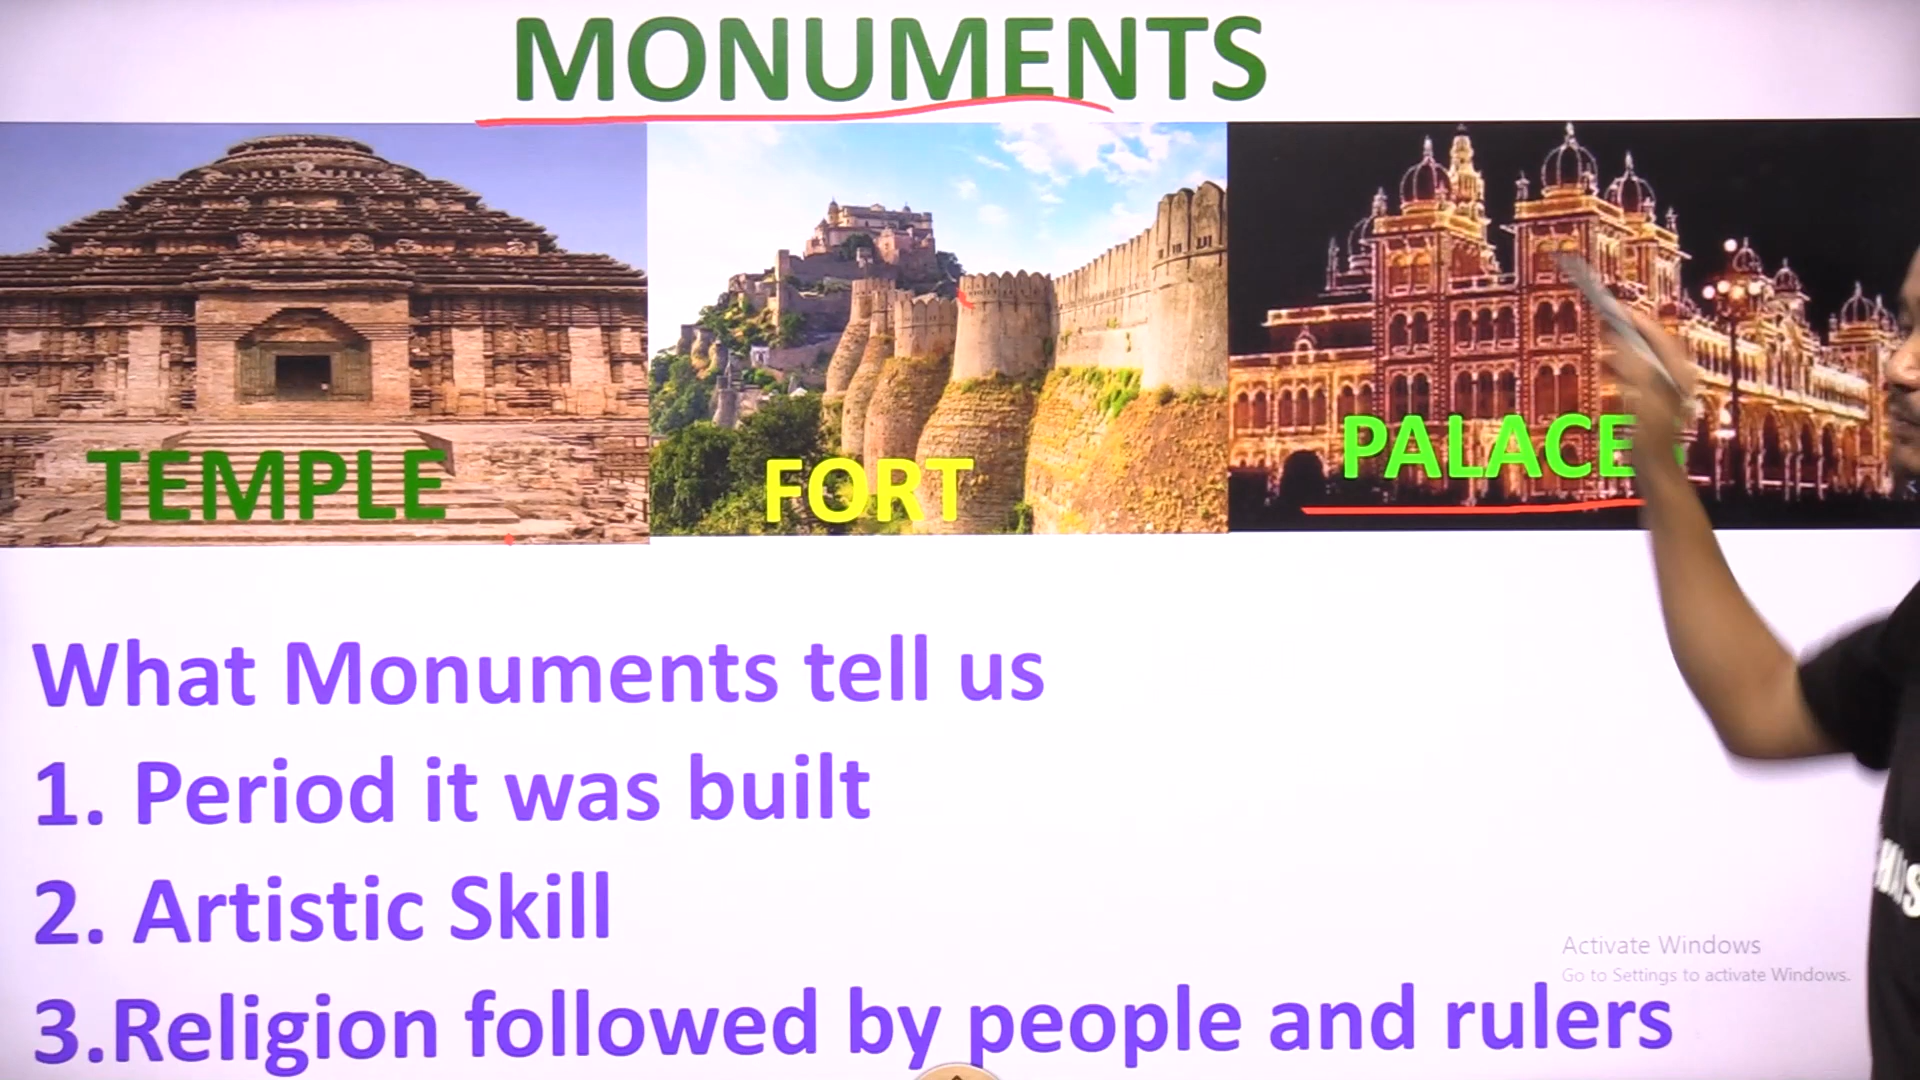 MONUMENTS
TEMPLE
FORT
PALACE
What Monuments tell us
1. Period it was built
2. Artistic Skill
3.Religion followed by people and rulers
Activate Windows
Go to Settings to activate Windows.